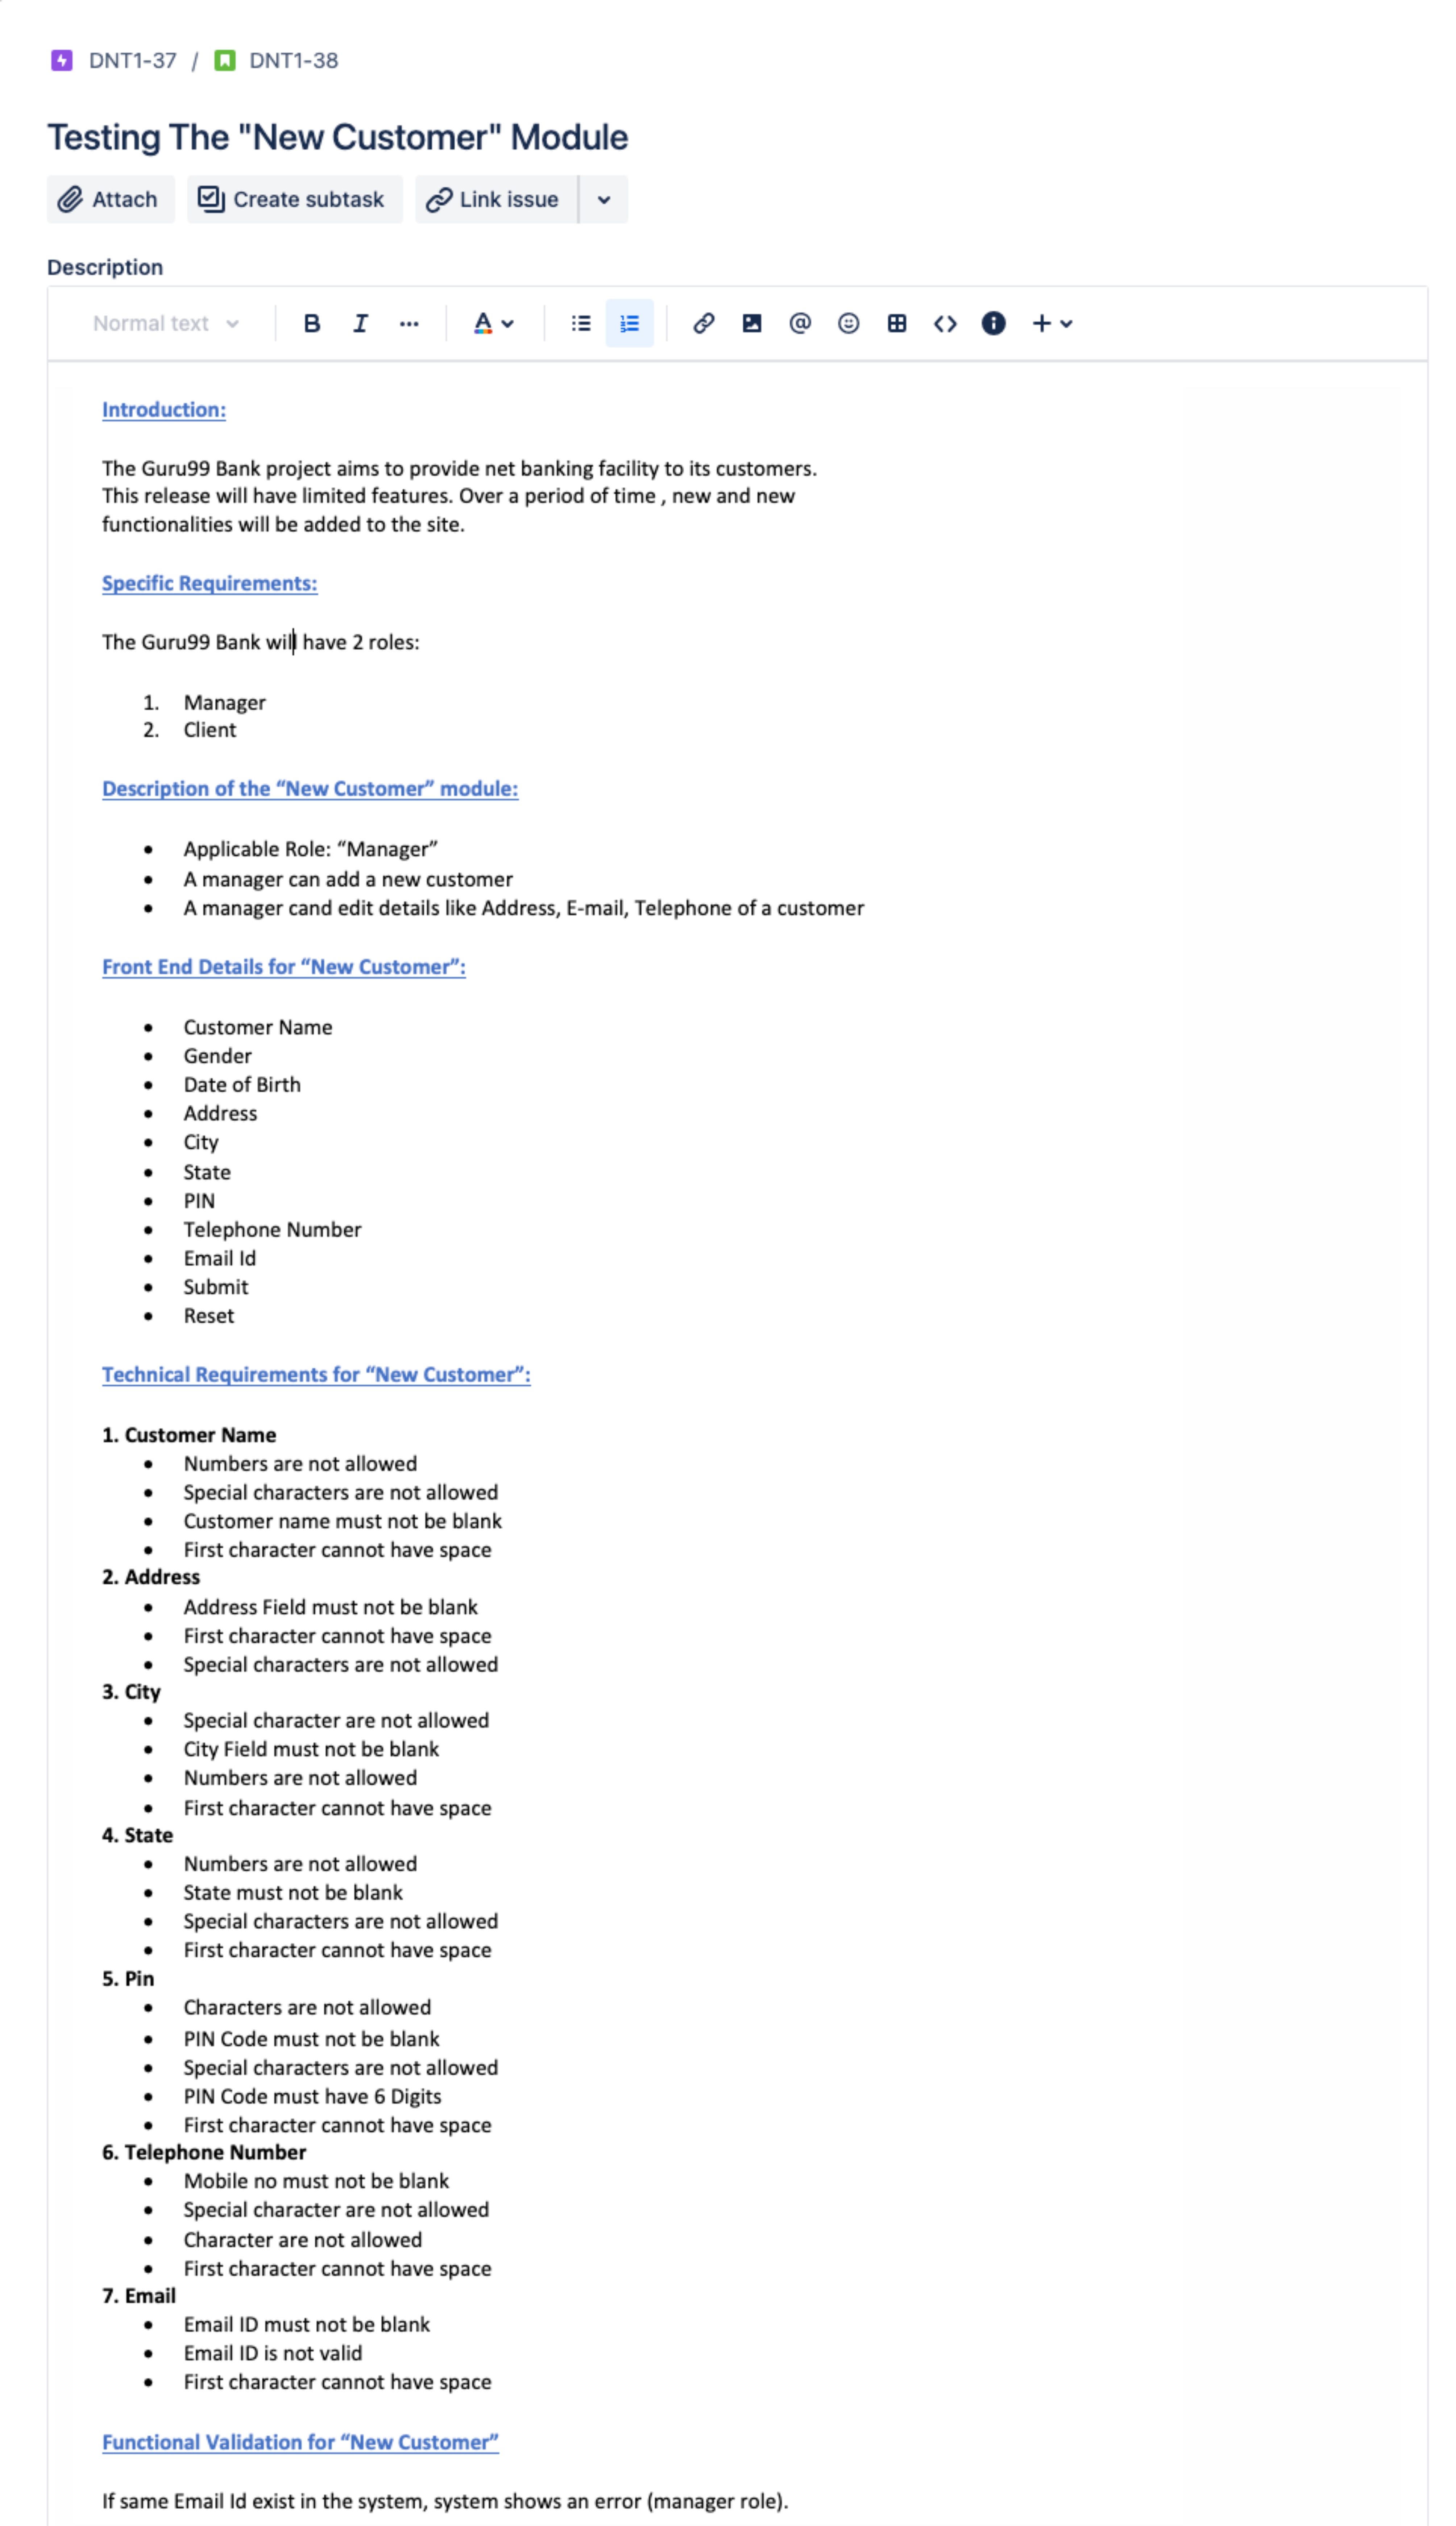 DNT1-37 / DNT1-38
Testing The "New Customer" Module
Attach Create subtask Link issue
Description
Normal text B I ... A @ <> i +
Introduction:
The Guru99 Bank project aims to provide net banking facility to its customers.
This release will have limited features. Over a period of time , new and new
functionalities will be added to the site.
Specific Requirements:
The Guru99 Bank will have 2 roles:
1. Manager
2. Client
Description of the “New Customer” module:
• Applicable Role: “Manager”
• A manager can add a new customer
• A manager cand edit details like Address, E-mail, Telephone of a customer
Front End Details for “New Customer”:
• Customer Name
• Gender
• Date of Birth
• Address
• City
• State
• PIN
• Telephone Number
• Email Id
• Submit
• Reset
Technical Requirements for “New Customer”:
1. Customer Name
• Numbers are not allowed
• Special characters are not allowed
• Customer name must not be blank
• First character cannot have space
2. Address
• Address Field must not be blank
• First character cannot have space
• Special characters are not allowed
3. City
• Special character are not allowed
• City Field must not be blank
• Numbers are not allowed
• First character cannot have space
4. State
• Numbers are not allowed
• State must not be blank
• Special characters are not allowed
• First character cannot have space
5. Pin
• Characters are not allowed
• PIN Code must not be blank
• Special characters are not allowed
• PIN Code must have 6 Digits
• First character cannot have space
6. Telephone Number
• Mobile no must not be blank
• Special character are not allowed
• Character are not allowed
• First character cannot have space
7. Email
• Email ID must not be blank
• Email ID is not valid
• First character cannot have space
Functional Validation for “New Customer”
If same Email Id exist in the system, system shows an error (manager role).